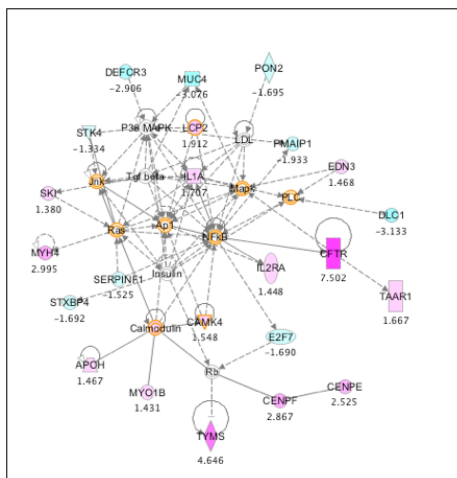 DEFCR3
-2.906
MUC4
-3.076
PON2
-1.695
STK4
-1.334
P38 MAPK
LCP2
1.912
LDL
PMAIP1
-1.933
EDN3
1.468
Jnk
Tgf beta
IL1A
1.707
Mapk
PLC
SKI
1.380
DLC1
-3.133
Ras
Ap1
NFkB
CFTR
7.502
MYH4
2.995
SERPINE1
-1.525
Insulin
IL2RA
1.448
TAAR1
1.667
STXBP4
-1.692
Calmodulin
CAMK4
1.548
E2F7
-1.690
APOH
1.467
Rb
MYO1B
1.431
CENPF
2.867
CENPE
2.525
TYMS
4.646